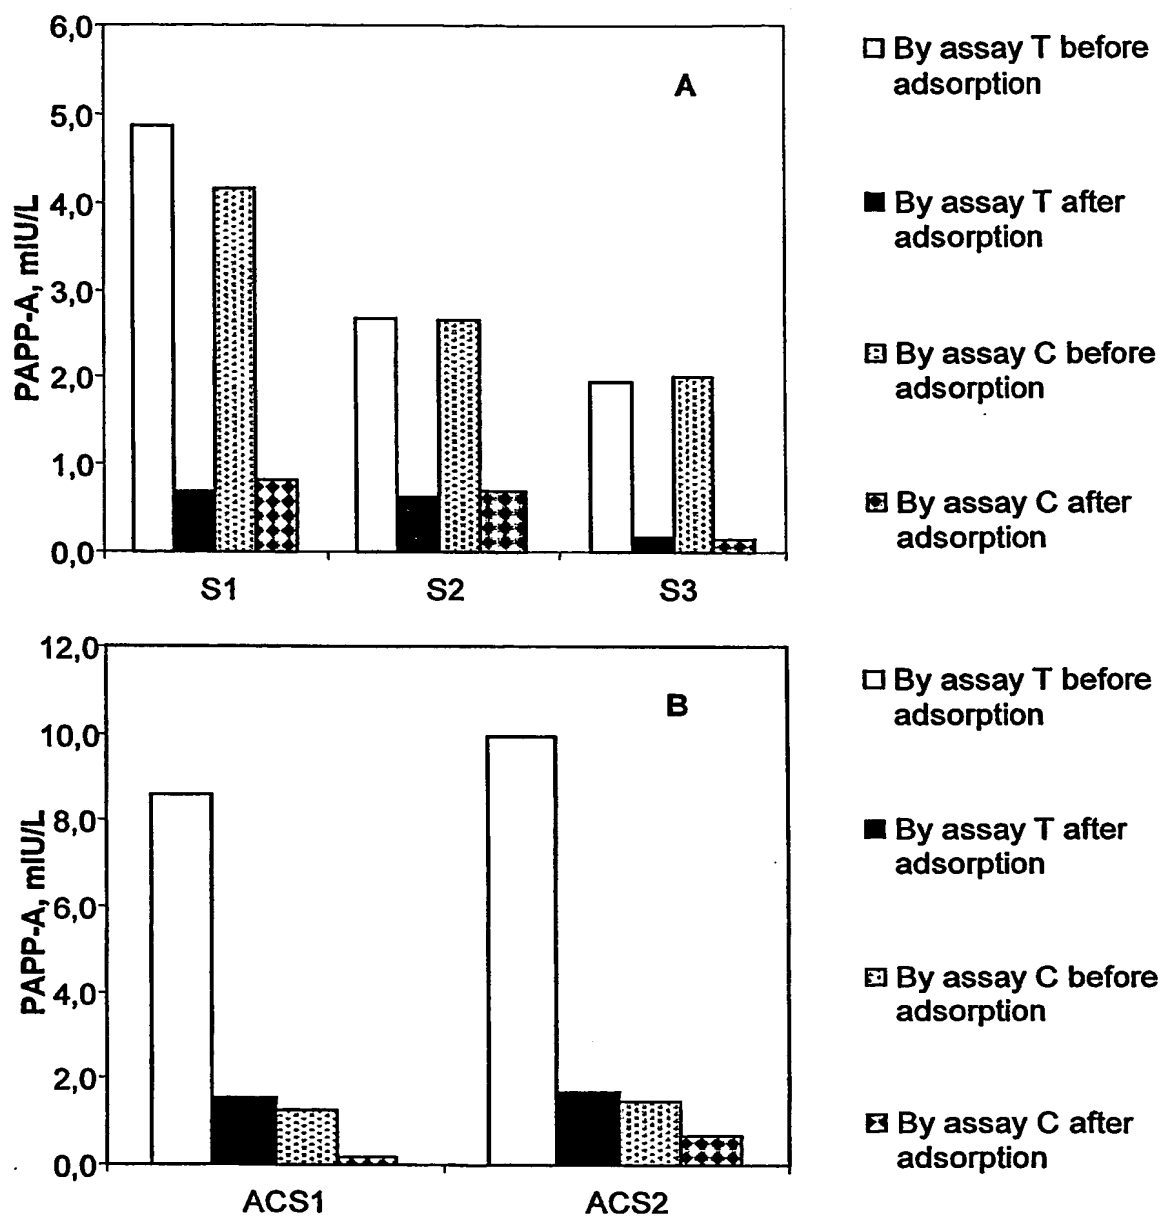 6,0
5,0
4,0
3,0
2,0
1,0
0,0
PAPP-A, mIU/L
A
S1 S2 S3
By assay T before
adsorption
By assay T after
adsorption
By assay C before
adsorption
By assay C after
adsorption
12,0
10,0
8,0
6,0
4,0
2,0
0,0
PAPP-A, mIU/L
B
ACS1 ACS2
By assay T before
adsorption
By assay T after
adsorption
By assay C before
adsorption
By assay C after
adsorption